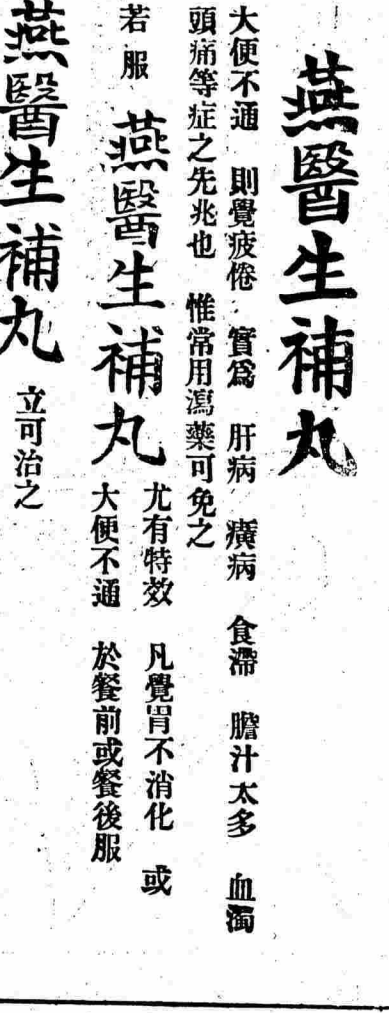 燕醫生補丸
大便不通 則覺疲倦 實爲 肝病 癀病 食滯 膽汁太多 血濁
頭痛等症之先兆也 惟常用瀉藥可免之
若服 燕醫生補丸 尤有特效 凡覺胃不消化 或
大便不通 於餐前或餐後服
燕醫生補丸 立可治之